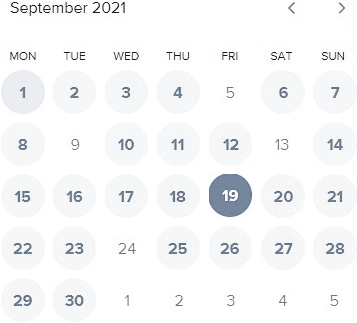 September 2021
MON TUE WED THU FRI SAT SUN
1 2 3 4 5 6 7
8 9 10 11 12 13 14
15 16 17 18 19 20 21
22 23 24 25 26 27 28
29 30 1 2 3 4 5